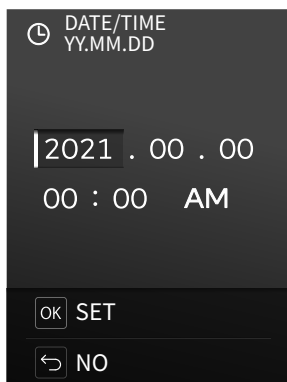 DATE/TIME
YY.MM.DD
2021 . 00 . 00
00 : 00 AM
OK SET
NO